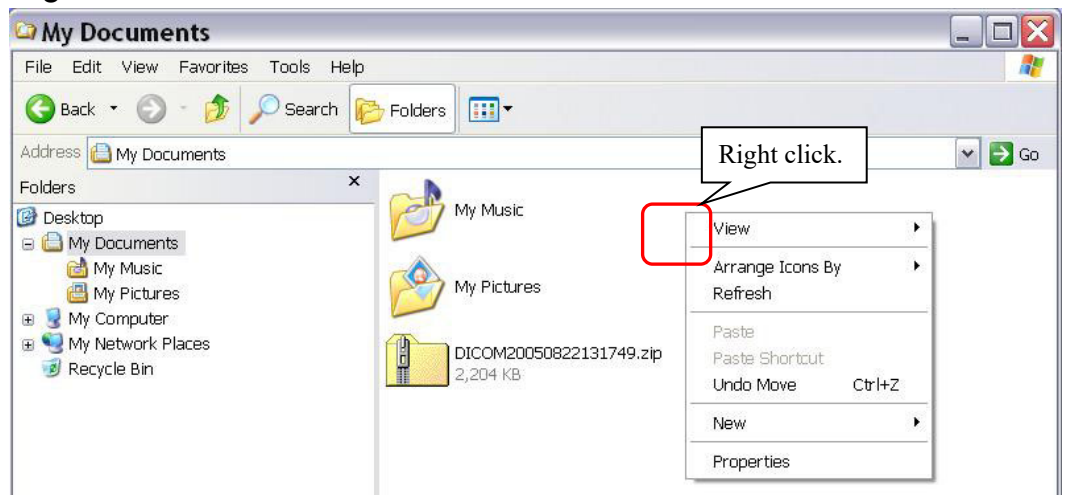 My Documents
File Edit View Favorites Tools Help
Back Search Folders
Address My Documents Go
Right click.
Folders ×
Desktop
My Documents
My Music
My Pictures
My Computer
My Network Places
Recycle Bin
My Music
My Pictures
DICOM20050822131749.zip
2,204 KB
View
Arrange Icons By
Refresh
Paste
Paste Shortcut
Undo Move Ctrl+Z
New
Properties